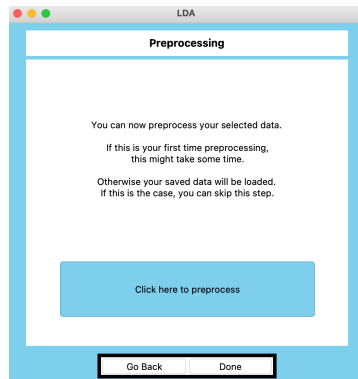 LDA
Preprocessing
You can now preprocess your selected data.
If this is your first time preprocessing,
this might take some time.
Otherwise your saved data will be loaded.
If this is the case, you can skip this step.
Click here to preprocess
Go Back
Done